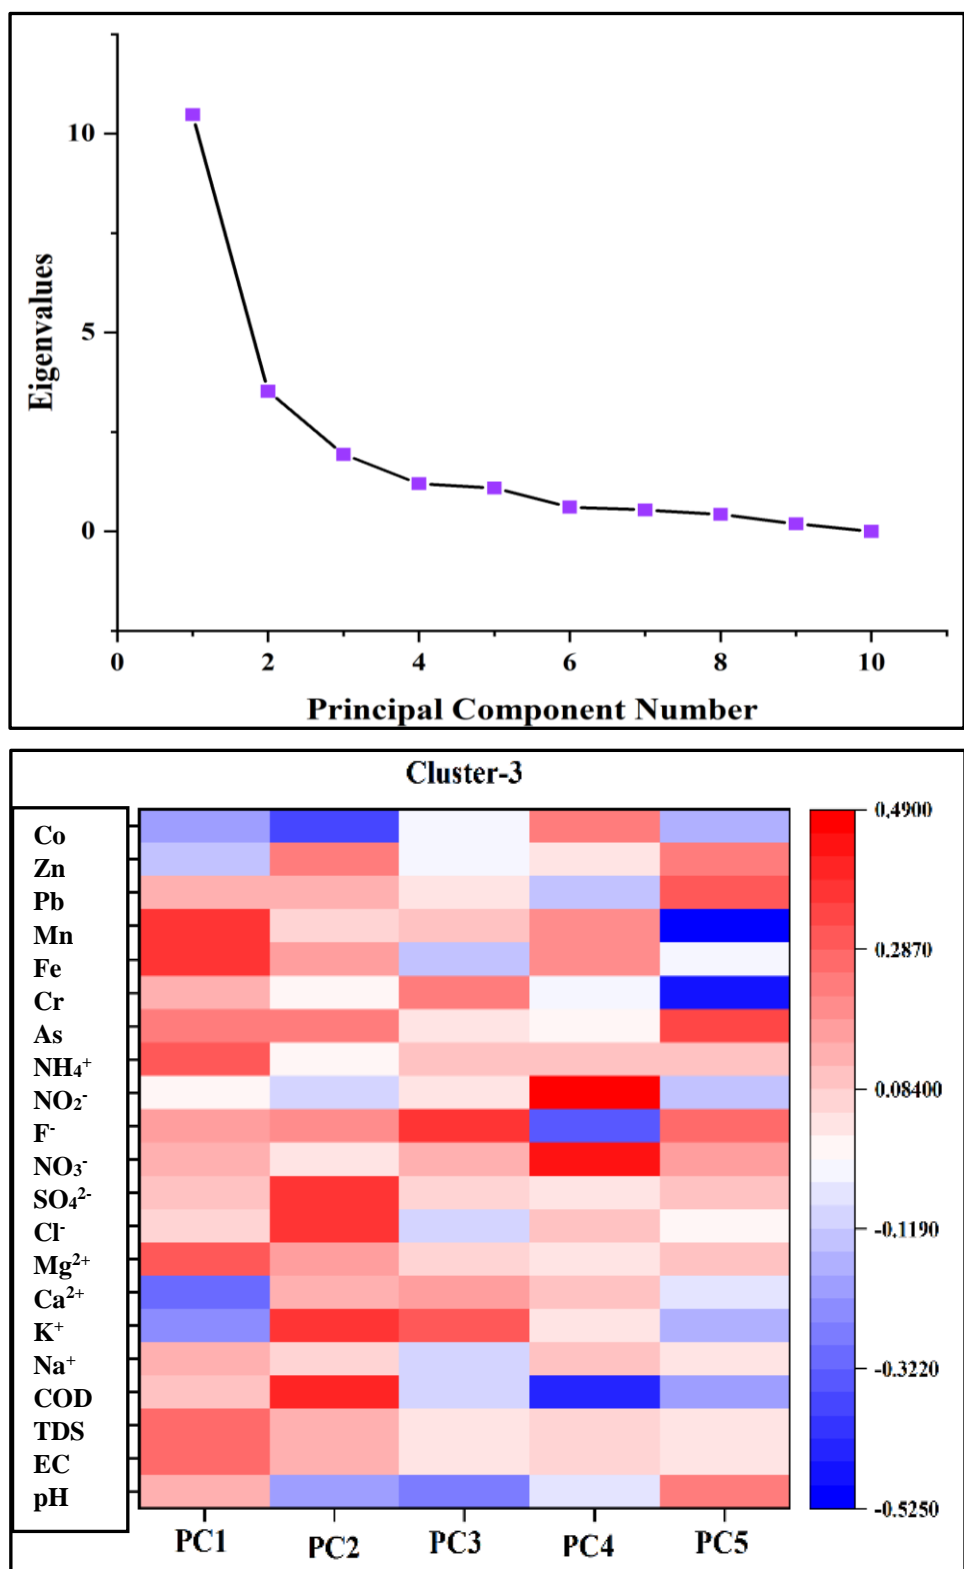 10
5
0
Eigenvalues
0 2 4 6 8 10
Principal Component Number
Cluster-3
Co
Zn
Pb
Mn
Fe
Cr
As
NH₄⁺
NO₂⁻
F⁻
NO₃⁻
SO₄²⁻
Cl⁻
Mg²⁺
Ca²⁺
K⁺
Na⁺
COD
TDS
EC
pH
PC1 PC2 PC3 PC4 PC5
0.4900
0.2870
0.08400
-0.1190
-0.3220
-0.5250